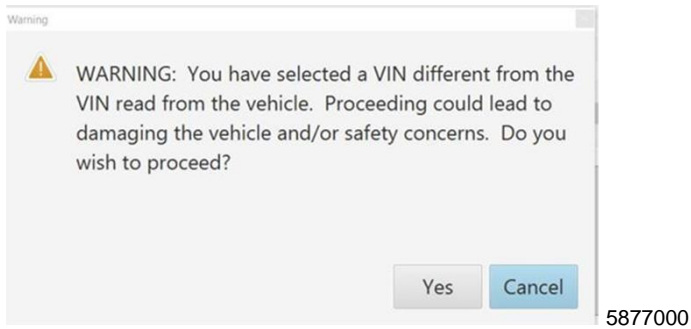 Warning
WARNING: You have selected a VIN different from the
VIN read from the vehicle. Proceeding could lead to
damaging the vehicle and/or safety concerns. Do you
wish to proceed?
Yes Cancel
5877000